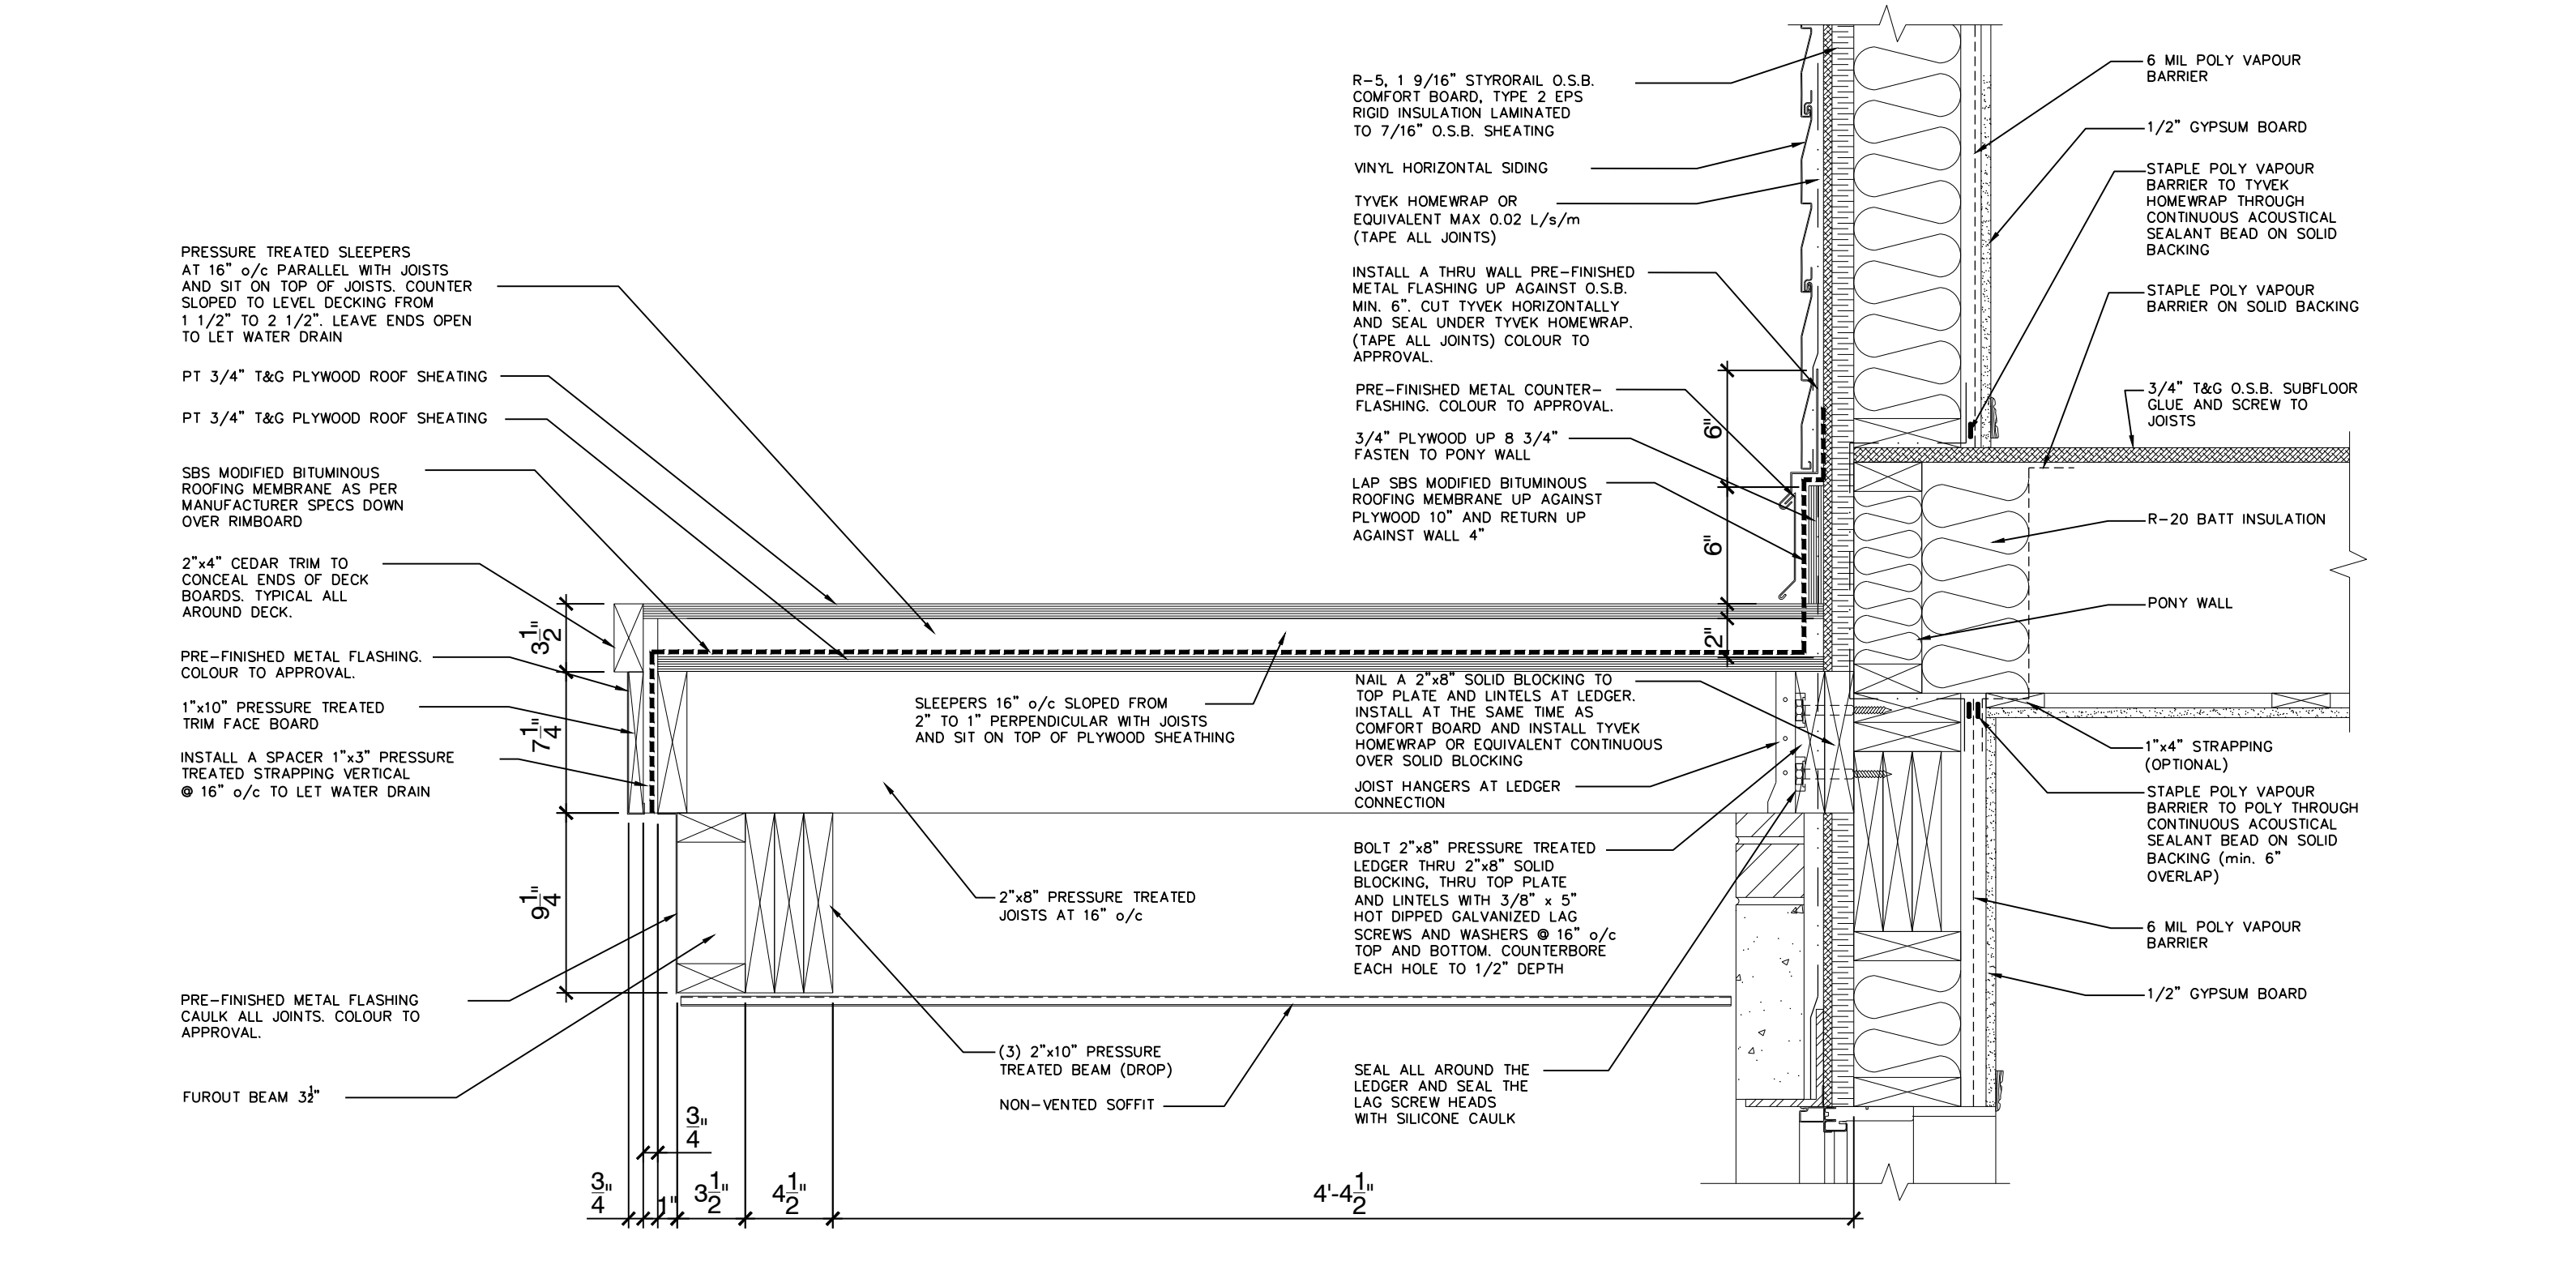 PRESSURE TREATED SLEEPERS
AT 16" o/c PARALLEL WITH JOISTS
AND SIT ON TOP OF JOISTS. COUNTER
SLOPED TO LEVEL DECKING FROM
1 1/2" TO 2 1/2". LEAVE ENDS OPEN
TO LET WATER DRAIN
PT 3/4" T&G PLYWOOD ROOF SHEATING
PT 3/4" T&G PLYWOOD ROOF SHEATING
SBS MODIFIED BITUMINOUS
ROOFING MEMBRANE AS PER
MANUFACTURER SPECS DOWN
OVER RIMBOARD
2"x4" CEDAR TRIM TO
CONCEAL ENDS OF DECK
BOARDS. TYPICAL ALL
AROUND DECK.
PRE-FINISHED METAL FLASHING.
COLOUR TO APPROVAL.
1"x10" PRESSURE TREATED
TRIM FACE BOARD
INSTALL A SPACER 1"x3" PRESSURE
TREATED STRAPPING VERTICAL
@ 16" o/c TO LET WATER DRAIN
PRE-FINISHED METAL FLASHING
CAULK ALL JOINTS. COLOUR TO
APPROVAL.
FUROUT BEAM 3 1/2"
3 1/2"
7 1/4"
9 1/4"
SLEEPERS 16" o/c SLOPED FROM
2" TO 1" PERPENDICULAR WITH JOISTS
AND SIT ON TOP OF PLYWOOD SHEATHING
2"x8" PRESSURE TREATED
JOISTS AT 16" o/c
(3) 2"x10" PRESSURE
TREATED BEAM (DROP)
NON-VENTED SOFFIT
R-5, 1 9/16" STYRORAIL O.S.B.
COMFORT BOARD, TYPE 2 EPS
RIGID INSULATION LAMINATED
TO 7/16" O.S.B. SHEATING
VINYL HORIZONTAL SIDING
TYVEK HOMEWRAP OR
EQUIVALENT MAX 0.02 L/s/m
(TAPE ALL JOINTS)
INSTALL A THRU WALL PRE-FINISHED
METAL FLASHING UP AGAINST O.S.B.
MIN. 6". CUT TYVEK HORIZONTALLY
AND SEAL UNDER TYVEK HOMEWRAP.
(TAPE ALL JOINTS) COLOUR TO
APPROVAL.
PRE-FINISHED METAL COUNTER-
FLASHING. COLOUR TO APPROVAL.
3/4" PLYWOOD UP 8 3/4"
FASTEN TO PONY WALL
LAP SBS MODIFIED BITUMINOUS
ROOFING MEMBRANE UP AGAINST
PLYWOOD 10" AND RETURN UP
AGAINST WALL 4"
6"
6"
2"
NAIL A 2"x8" SOLID BLOCKING TO
TOP PLATE AND LINTELS AT LEDGER.
INSTALL AT THE SAME TIME AS
COMFORT BOARD AND INSTALL TYVEK
HOMEWRAP OR EQUIVALENT CONTINUOUS
OVER SOLID BLOCKING
JOIST HANGERS AT LEDGER
CONNECTION
BOLT 2"x8" PRESSURE TREATED
LEDGER THRU 2"x8" SOLID
BLOCKING, THRU TOP PLATE
AND LINTELS WITH 3/8" x 5"
HOT DIPPED GALVANIZED LAG
SCREWS AND WASHERS @ 16" o/c
TOP AND BOTTOM. COUNTERBORE
EACH HOLE TO 1/2" DEPTH
SEAL ALL AROUND THE
LEDGER AND SEAL THE
LAG SCREW HEADS
WITH SILICONE CAULK
6 MIL POLY VAPOUR
BARRIER
1/2" GYPSUM BOARD
STAPLE POLY VAPOUR
BARRIER TO TYVEK
HOMEWRAP THROUGH
CONTINUOUS ACOUSTICAL
SEALANT BEAD ON SOLID
BACKING
STAPLE POLY VAPOUR
BARRIER ON SOLID BACKING
3/4" T&G O.S.B. SUBFLOOR
GLUE AND SCREW TO
JOISTS
R-20 BATT INSULATION
PONY WALL
1"x4" STRAPPING
(OPTIONAL)
STAPLE POLY VAPOUR
BARRIER TO POLY THROUGH
CONTINUOUS ACOUSTICAL
SEALANT BEAD ON SOLID
BACKING (min. 6"
OVERLAP)
6 MIL POLY VAPOUR
BARRIER
1/2" GYPSUM BOARD
3/4"
3/4"
1"
3 1/2"
4 1/2"
4'-4 1/2"